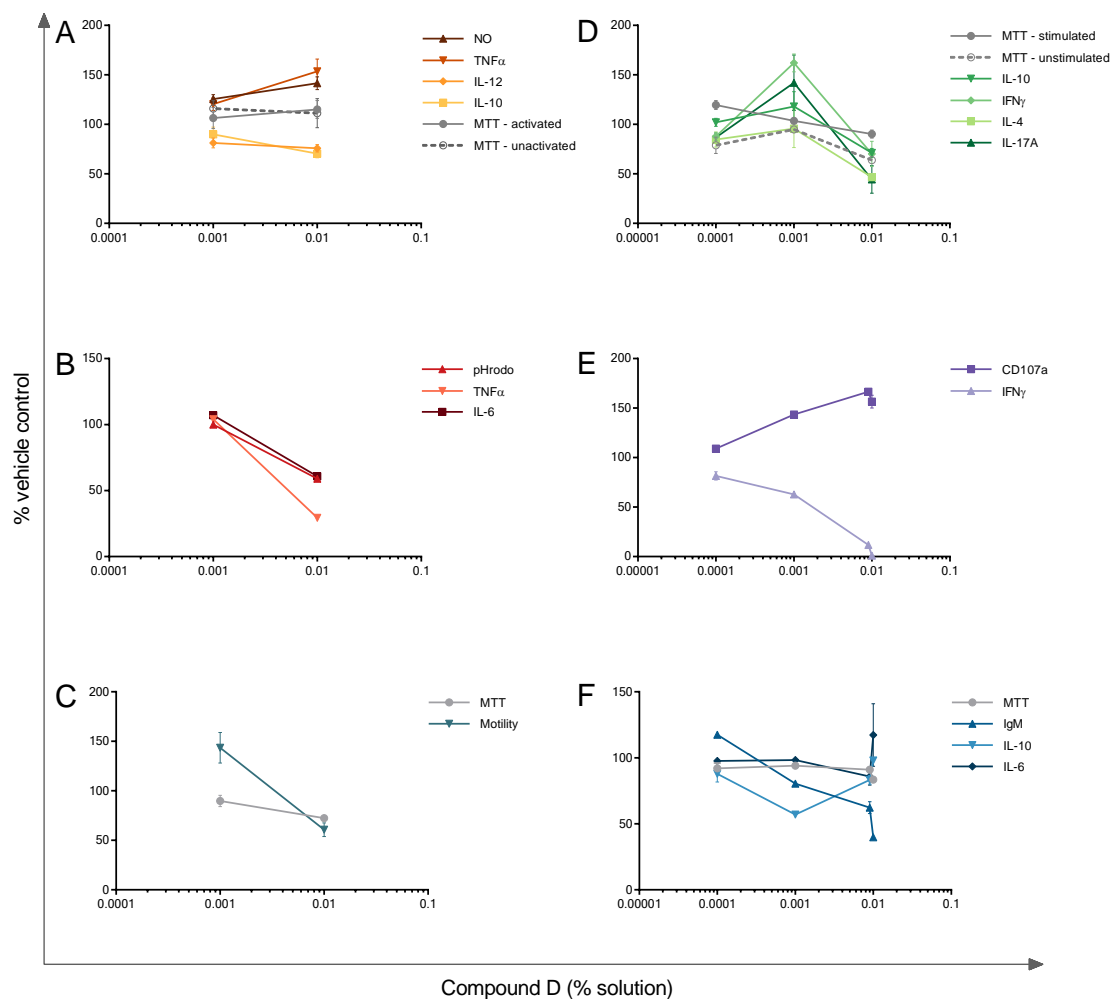 A
200
150
100
50
0
0.0001 0.001 0.01 0.1
NO
TNFα
IL-12
IL-10
MTT - activated
MTT - unactivated
D
200
150
100
50
0
0.00001 0.0001 0.001 0.01 0.1
MTT - stimulated
MTT - unstimulated
IL-10
IFNγ
IL-4
IL-17A
% vehicle control
B
150
100
50
0
0.0001 0.001 0.01 0.1
pHrodo
TNFα
IL-6
E
200
150
100
50
0
0.00001 0.0001 0.001 0.01 0.1
CD107a
IFNγ
C
200
150
100
50
0
0.0001 0.001 0.01 0.1
MTT
Motility
F
150
100
50
0
0.00001 0.0001 0.001 0.01 0.1
MTT
IgM
IL-10
IL-6
Compound D (% solution)